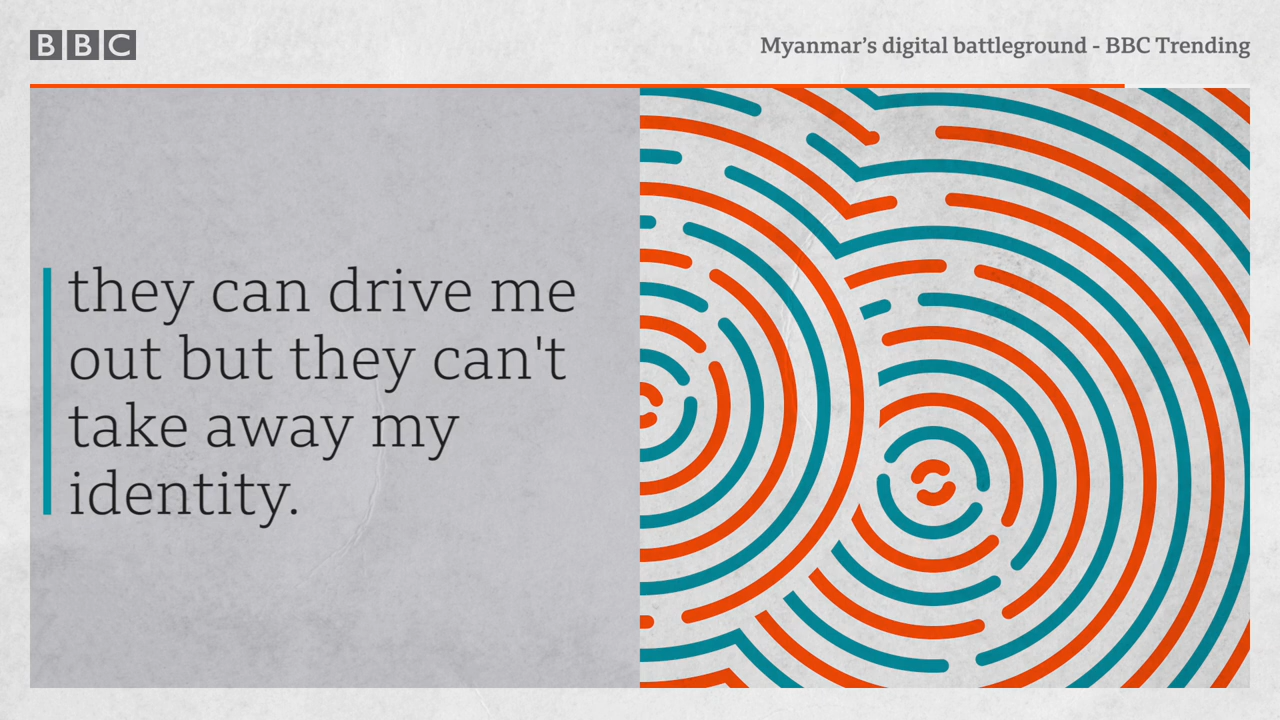 BBC
Myanmar’s digital battleground - BBC Trending
they can drive me
out but they can't
take away my
identity.